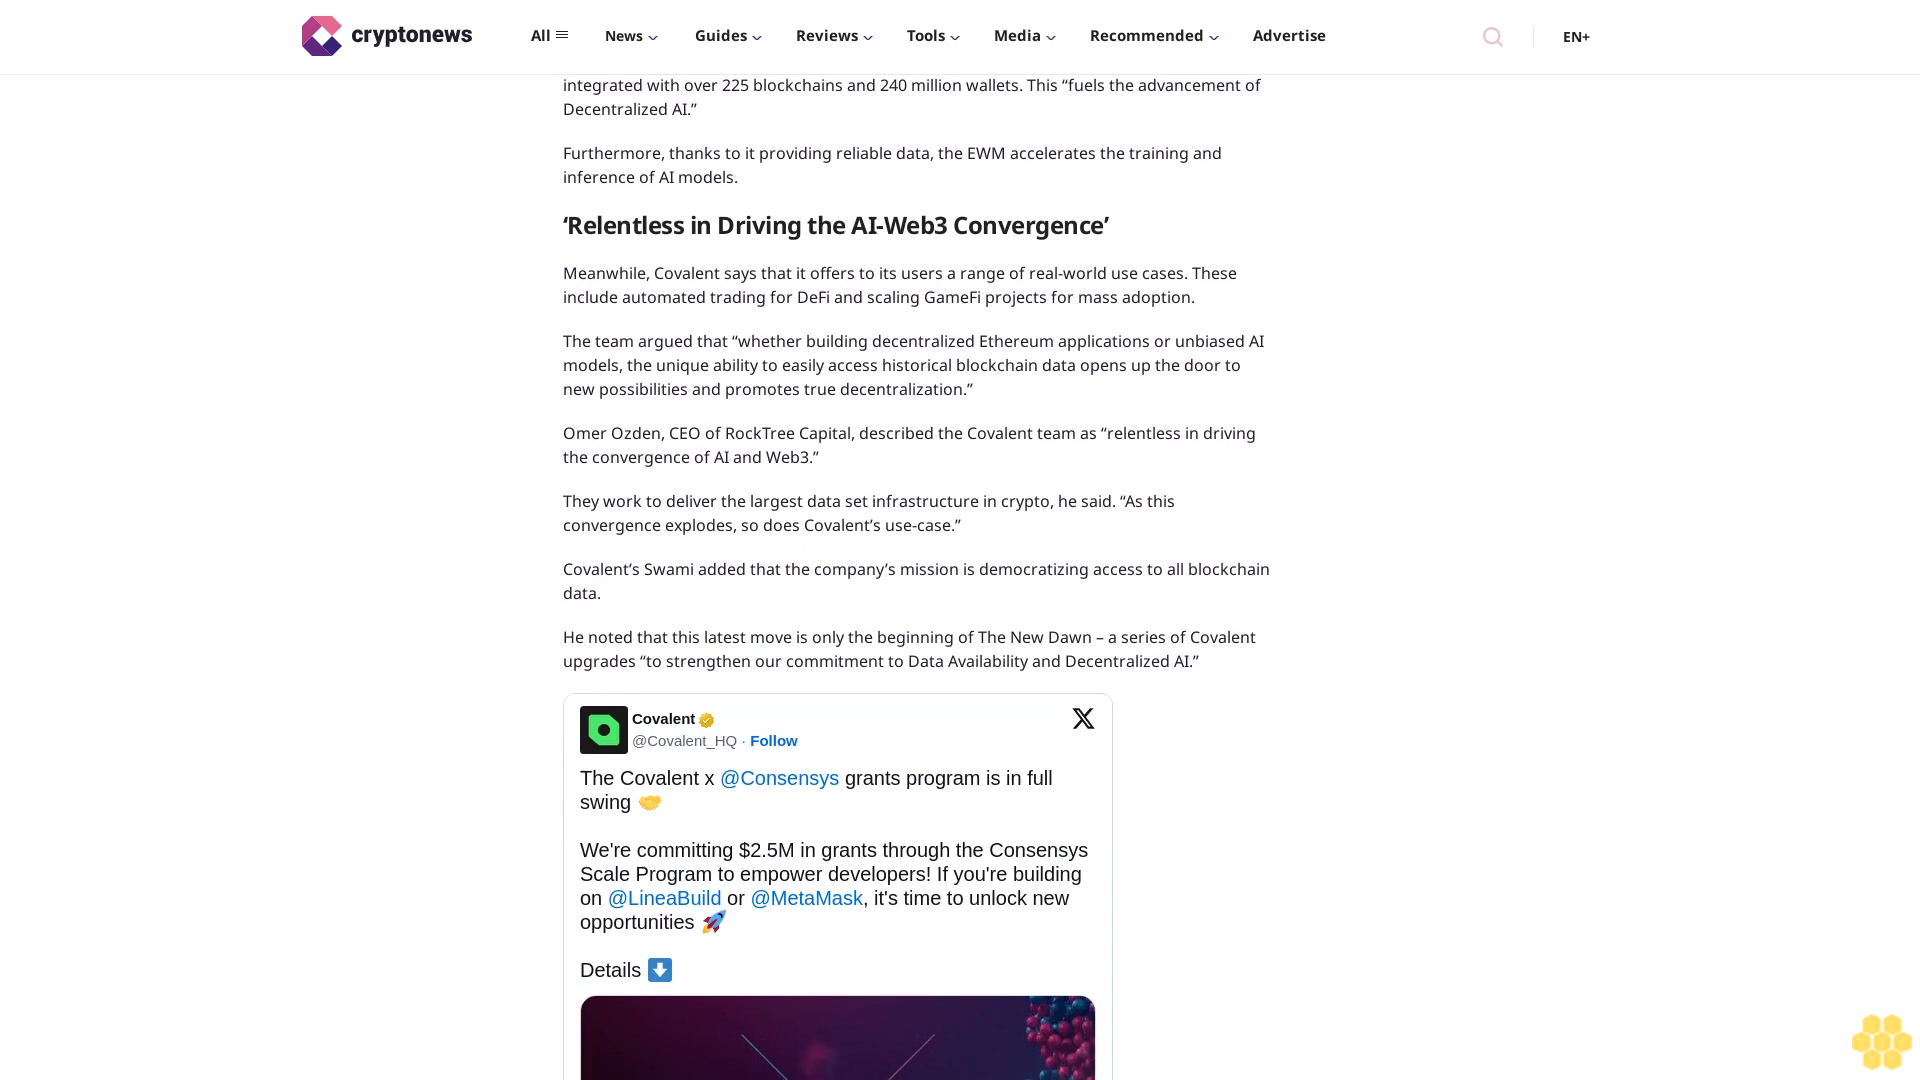 cryptonews
All
News
Guides
Reviews
Tools
Media
Recommended
Advertise
EN+
integrated with over 225 blockchains and 240 million wallets. This “fuels the advancement of
Decentralized AI.”
Furthermore, thanks to it providing reliable data, the EWM accelerates the training and
inference of AI models.
‘Relentless in Driving the AI-Web3 Convergence’
Meanwhile, Covalent says that it offers to its users a range of real-world use cases. These
include automated trading for DeFi and scaling GameFi projects for mass adoption.
The team argued that “whether building decentralized Ethereum applications or unbiased AI
models, the unique ability to easily access historical blockchain data opens up the door to
new possibilities and promotes true decentralization.”
Omer Ozden, CEO of RockTree Capital, described the Covalent team as “relentless in driving
the convergence of AI and Web3.”
They work to deliver the largest data set infrastructure in crypto, he said. “As this
convergence explodes, so does Covalent’s use-case.”
Covalent’s Swami added that the company’s mission is democratizing access to all blockchain
data.
He noted that this latest move is only the beginning of The New Dawn – a series of Covalent
upgrades “to strengthen our commitment to Data Availability and Decentralized AI.”
Covalent
@Covalent_HQ · Follow
The Covalent x @Consensys grants program is in full
swing 🤝
We're committing $2.5M in grants through the Consensys
Scale Program to empower developers! If you're building
on @LineaBuild or @MetaMask, it's time to unlock new
opportunities 🚀
Details ⬇️